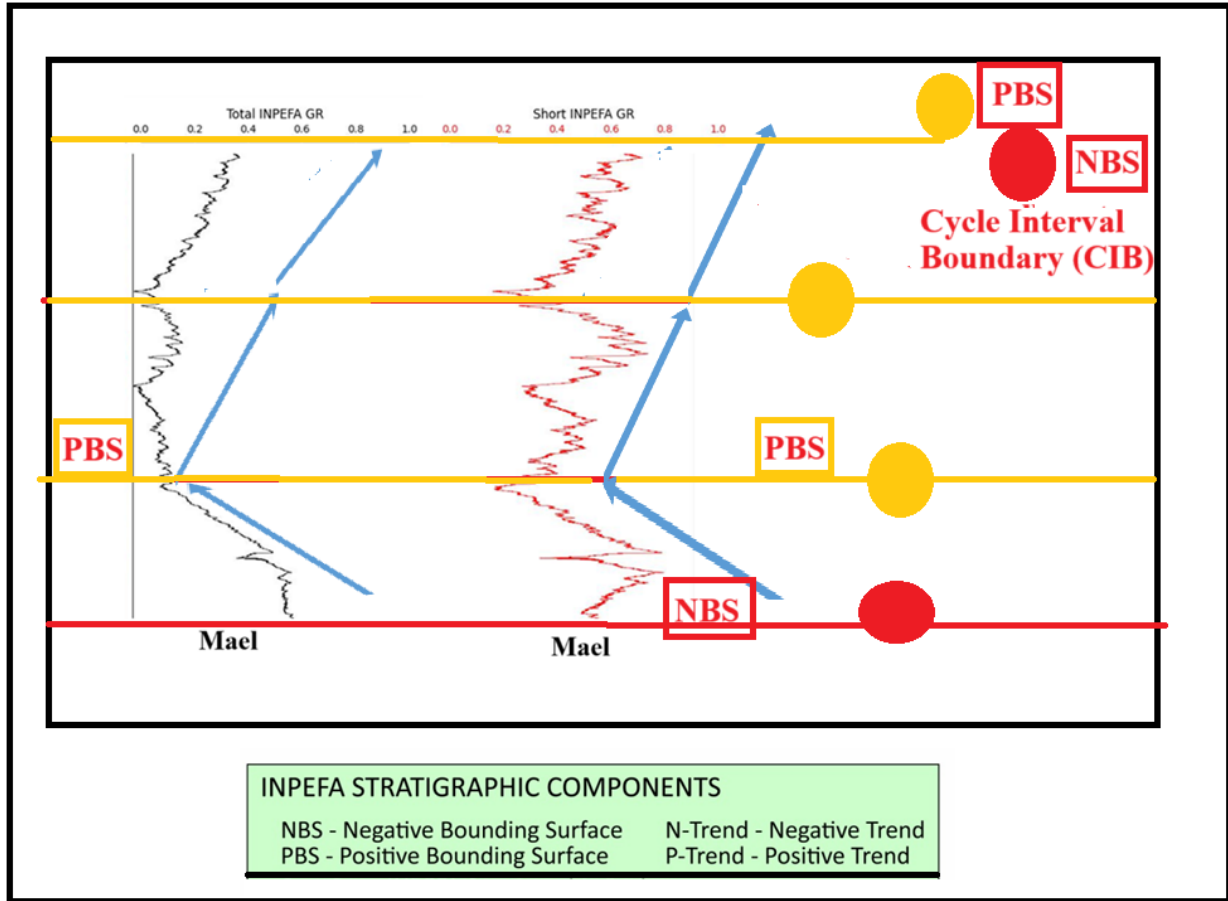 PBS
NBS
Cycle Interval
Boundary (CIB)
Total INPEFA GR
0.0 0.2 0.4 0.6 0.8 1.0
Short INPEFA GR
0.0 0.2 0.4 0.6 0.8 1.0
PBS
PBS
NBS
Mael
Mael
INPEFA STRATIGRAPHIC COMPONENTS
NBS - Negative Bounding Surface N-Trend - Negative Trend
PBS - Positive Bounding Surface P-Trend - Positive Trend